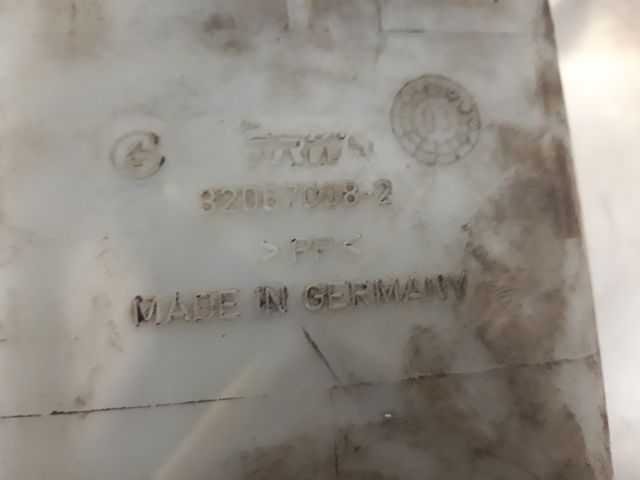 TRW
32067008-2
>PP<
MADE IN GERMANY